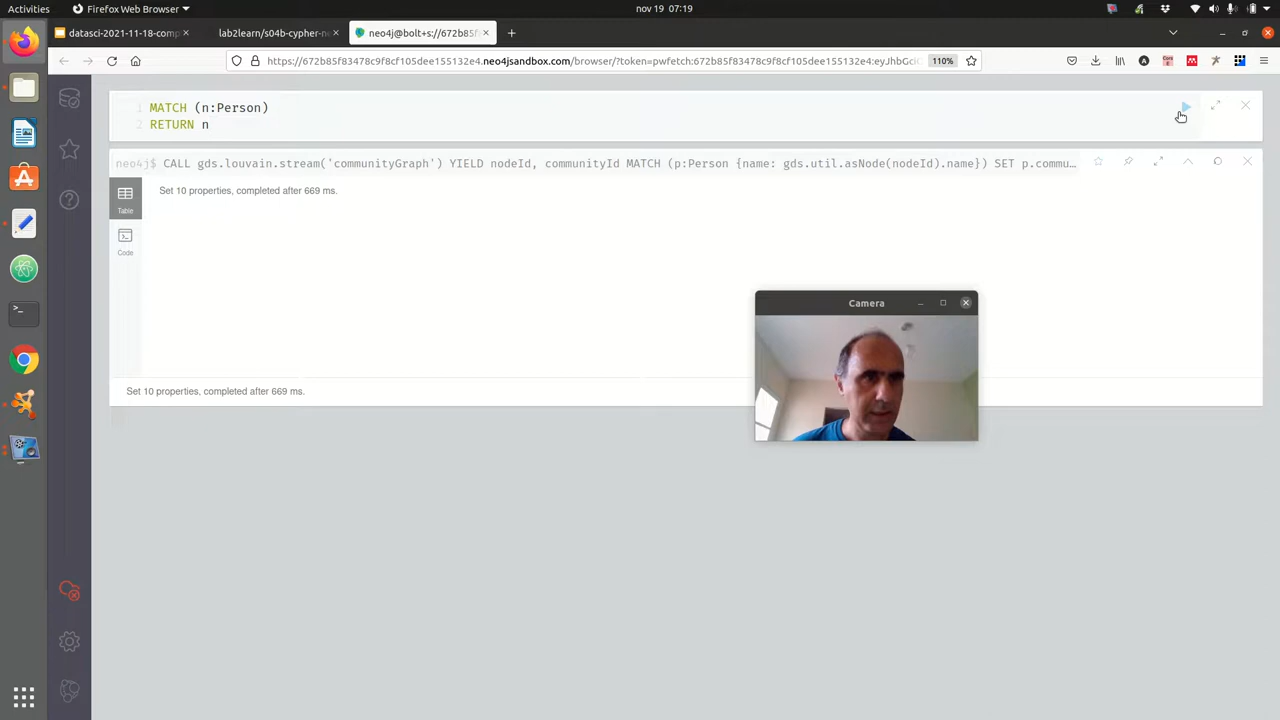 Activities
Firefox Web Browser
nov 19 07:19
datasci-2021-11-18-comp
lab2learn/s04b-cypher-ne
neo4j@bolt+s://672b85f
https://672b85f83478c9f8cf105dee155132e4.neo4jsandbox.com/browser/?token=pwfetch:672b85f83478c9f8cf105dee155132e4:eyJhbGci
110%
1 MATCH (n:Person)
2 RETURN n
neo4j$ CALL gds.louvain.stream('communityGraph') YIELD nodeId, communityId MATCH (p:Person {name: gds.util.asNode(nodeId).name}) SET p.commu…
Set 10 properties, completed after 669 ms.
Table
Code
Camera
Set 10 properties, completed after 669 ms.